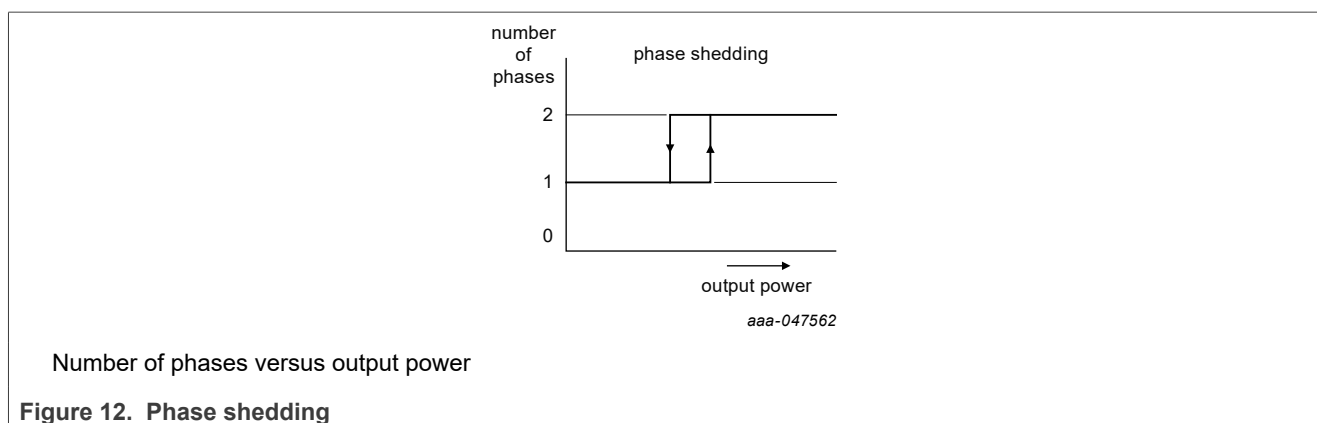 number
of
phases
phase shedding
2
1
0
output power
aaa-047562
Number of phases versus output power
Figure 12. Phase shedding